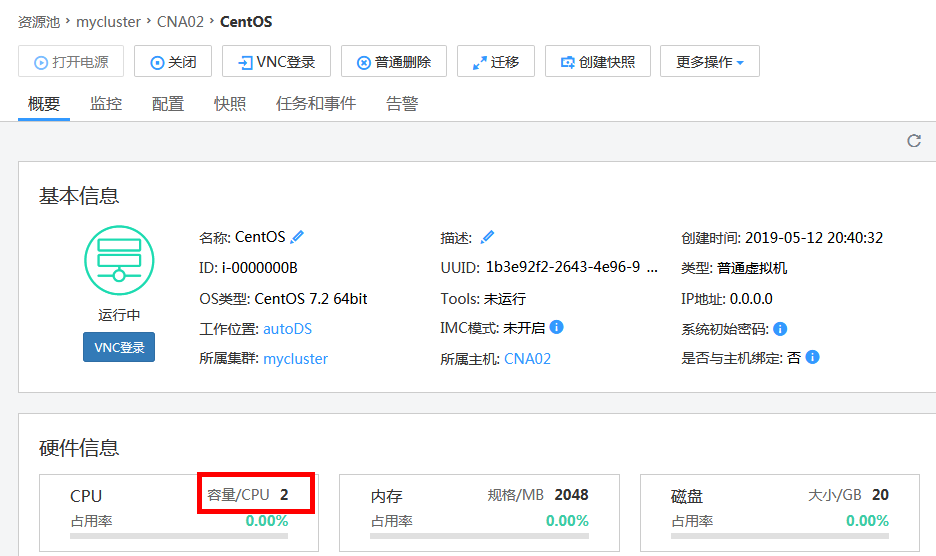 资源池 › mycluster › CNA02 › CentOS
打开电源 关闭 VNC登录 普通删除 迁移 创建快照 更多操作
概要 监控 配置 快照 任务和事件 告警
基本信息
名称: CentOS 描述: 创建时间: 2019-05-12 20:40:32
ID: i-0000000B UUID: 1b3e92f2-2643-4e96-9 ... 类型: 普通虚拟机
OS类型: CentOS 7.2 64bit Tools: 未运行 IP地址: 0.0.0.0
运行中
工作位置: autoDS IMC模式: 未开启 系统初始密码:
VNC登录
所属集群: mycluster 所属主机: CNA02 是否与主机绑定: 否
硬件信息
CPU 容量/CPU 2 内存 规格/MB 2048 磁盘 大小/GB 20
占用率 0.00% 占用率 0.00% 占用率 0.00%